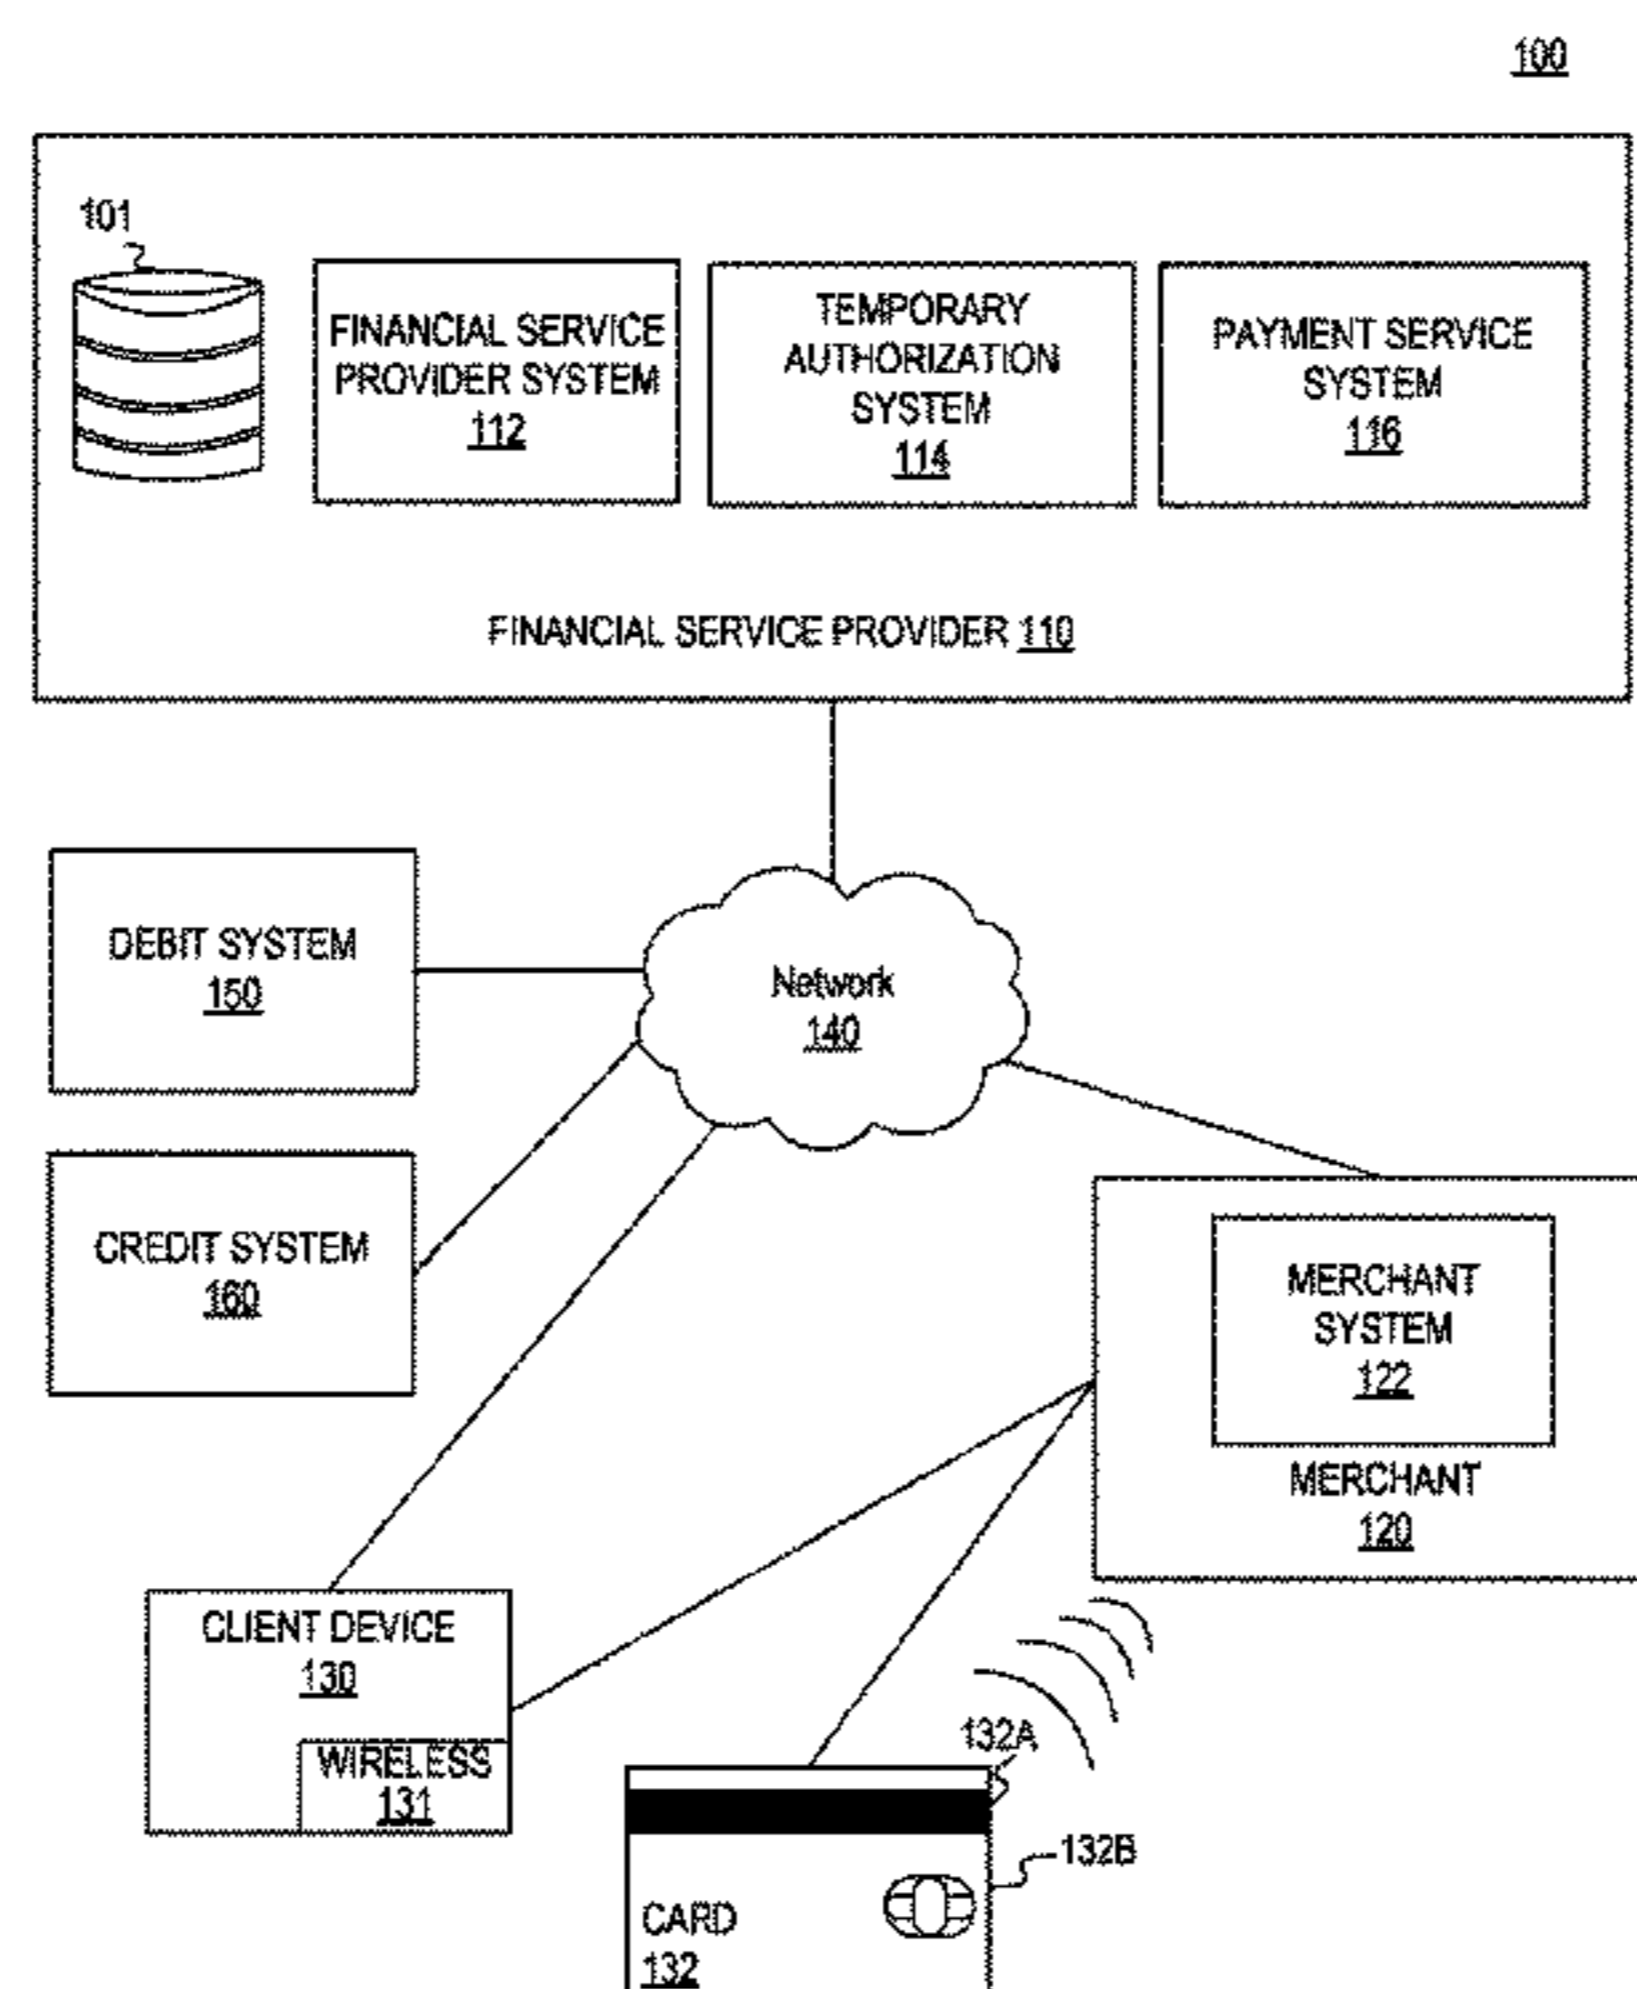 100
101
FINANCIAL SERVICE
PROVIDER SYSTEM
112
TEMPORARY
AUTHORIZATION
SYSTEM
114
PAYMENT SERVICE
SYSTEM
116
FINANCIAL SERVICE PROVIDER 110
DEBIT SYSTEM
150
Network
140
CREDIT SYSTEM
160
MERCHANT
SYSTEM
122
MERCHANT
120
CLIENT DEVICE
130
WIRELESS
131
132A
132B
CARD
132